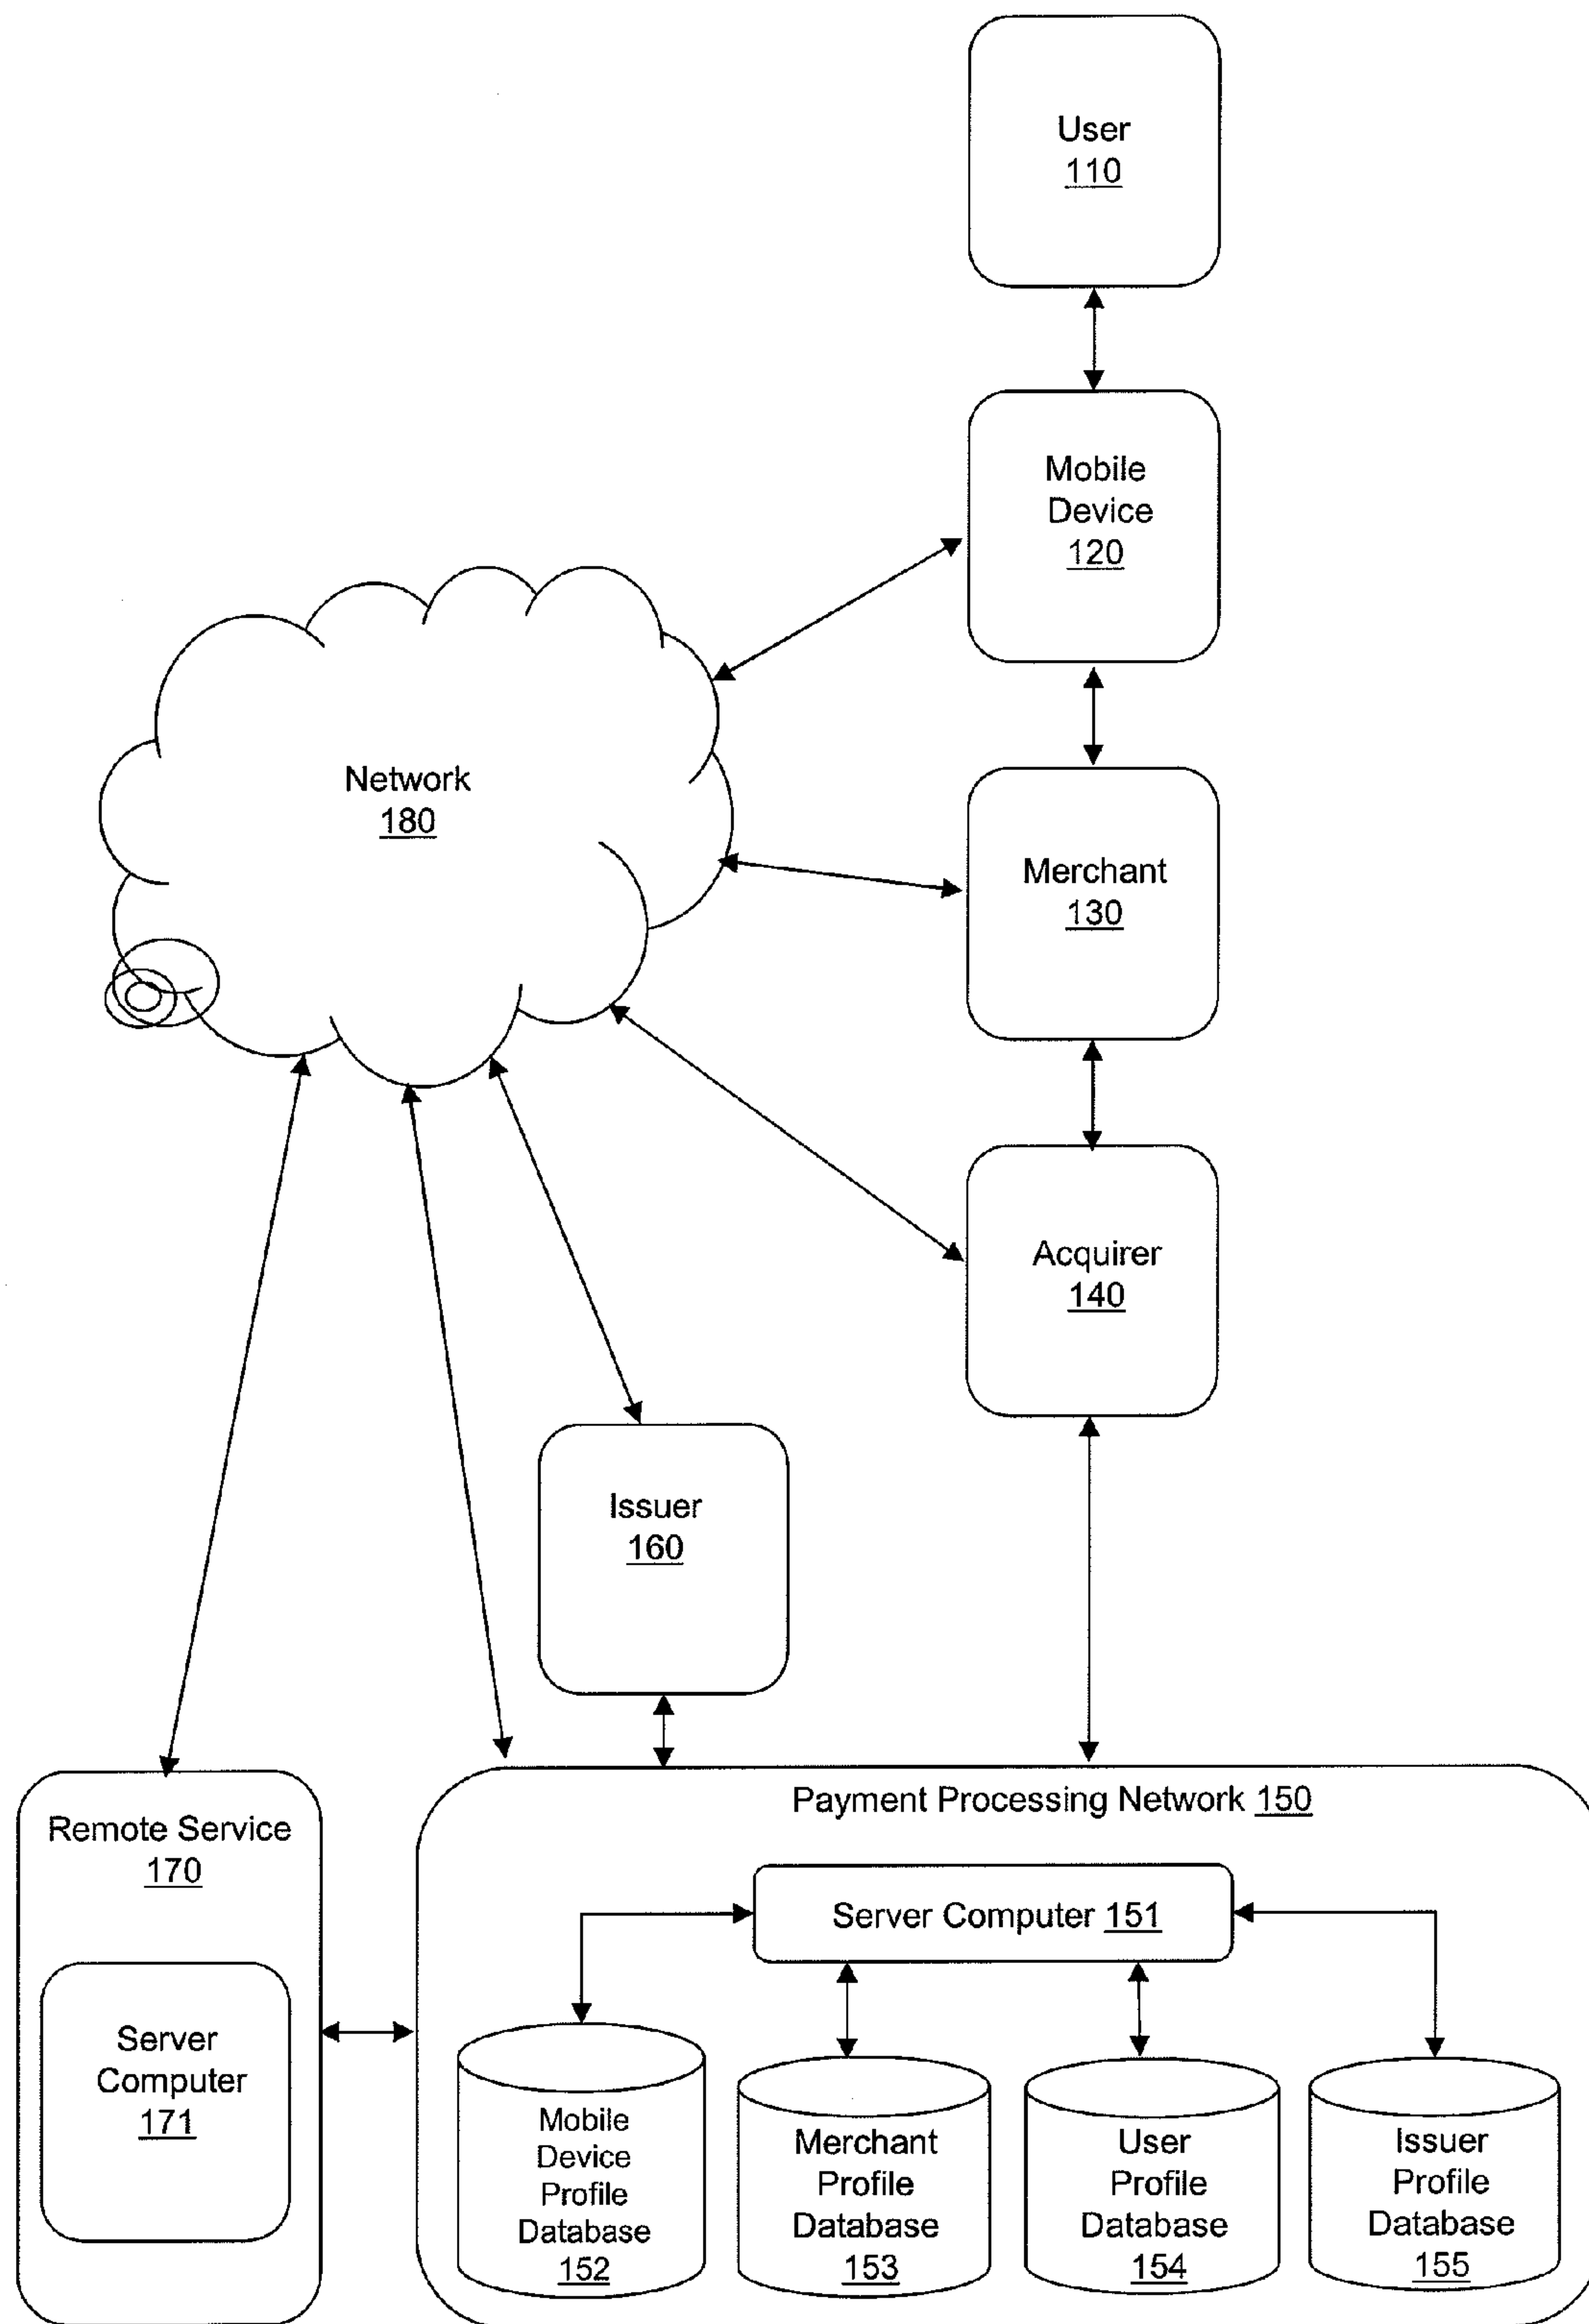 User
110
Mobile
Device
120
Network
180
Merchant
130
Acquirer
140
Issuer
160
Payment Processing Network 150
Remote Service
170
Server Computer 151
Server
Computer
171
Mobile
Device
Profile
Database
152
Merchant
Profile
Database
153
User
Profile
Database
154
Issuer
Profile
Database
155